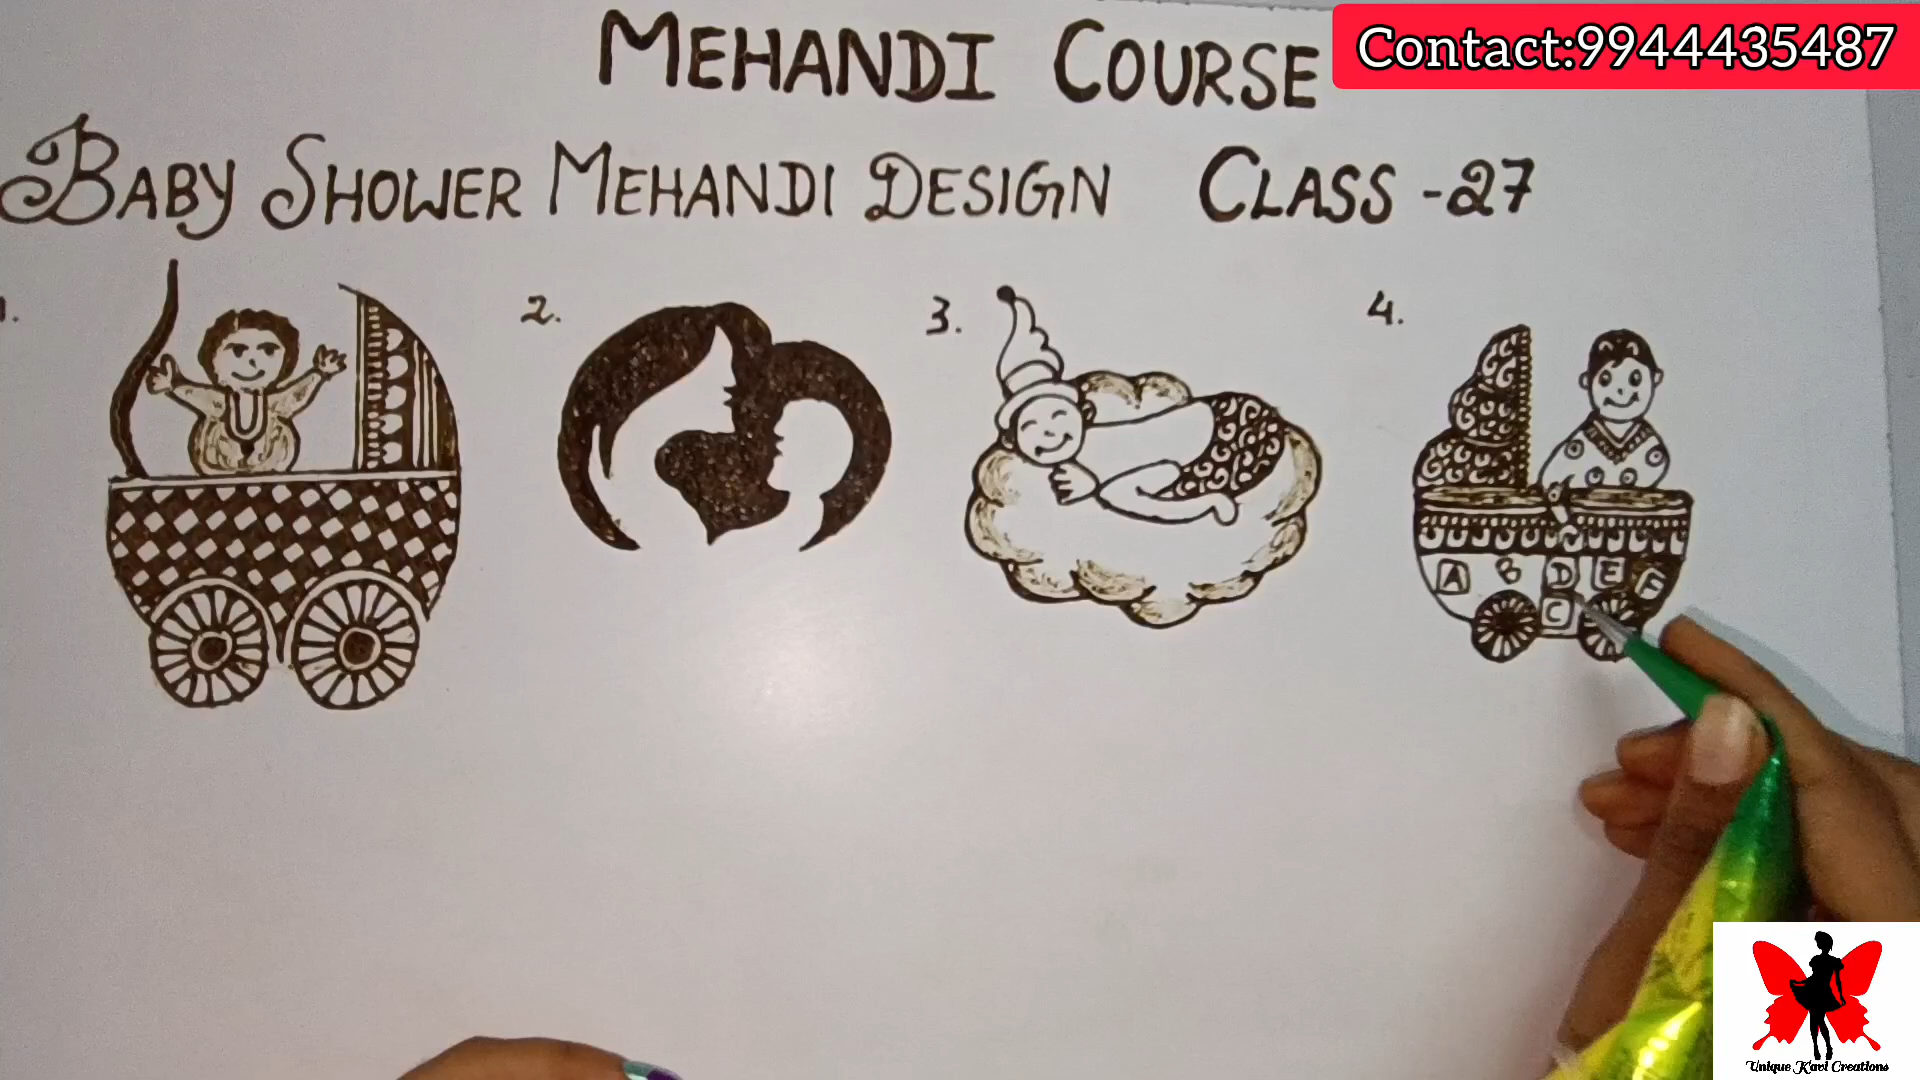 MEHANDI COURSE
Contact:9944435487
BABY SHOWER MEHANDI DESIGN CLASS -27
1. 2. 3. 4.
A B D E F
C
Unique Kavi Creations